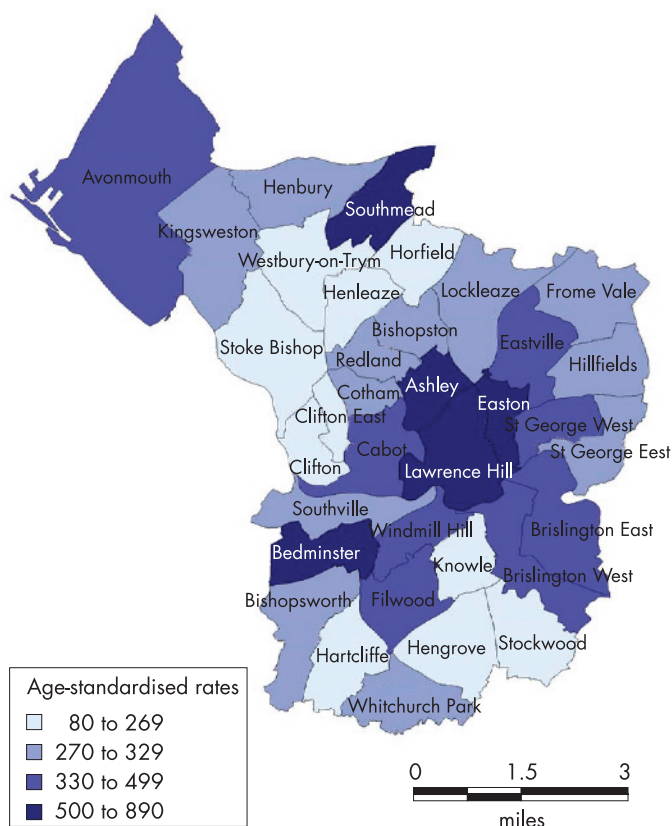 Avonmouth
Henbury
Southmead
Kingsweston
Westbury-on-Trym
Horfield
Henleaze
Lockleaze
Frome Vale
Bishopston
Stoke Bishop
Eastville
Redland
Hillfields
Ashley
Cotham
Easton
Clifton East
St George West
Cabot
St George Eest
Clifton
Lawrence Hill
Southville
Windmill Hill
Brislington East
Bedminster
Knowle
Brislington West
Bishopsworth
Filwood
Hartcliffe
Hengrove
Stockwood
Whitchurch Park
Age-standardised rates
80 to 269
270 to 329
330 to 499
500 to 890
0 1.5 3
miles